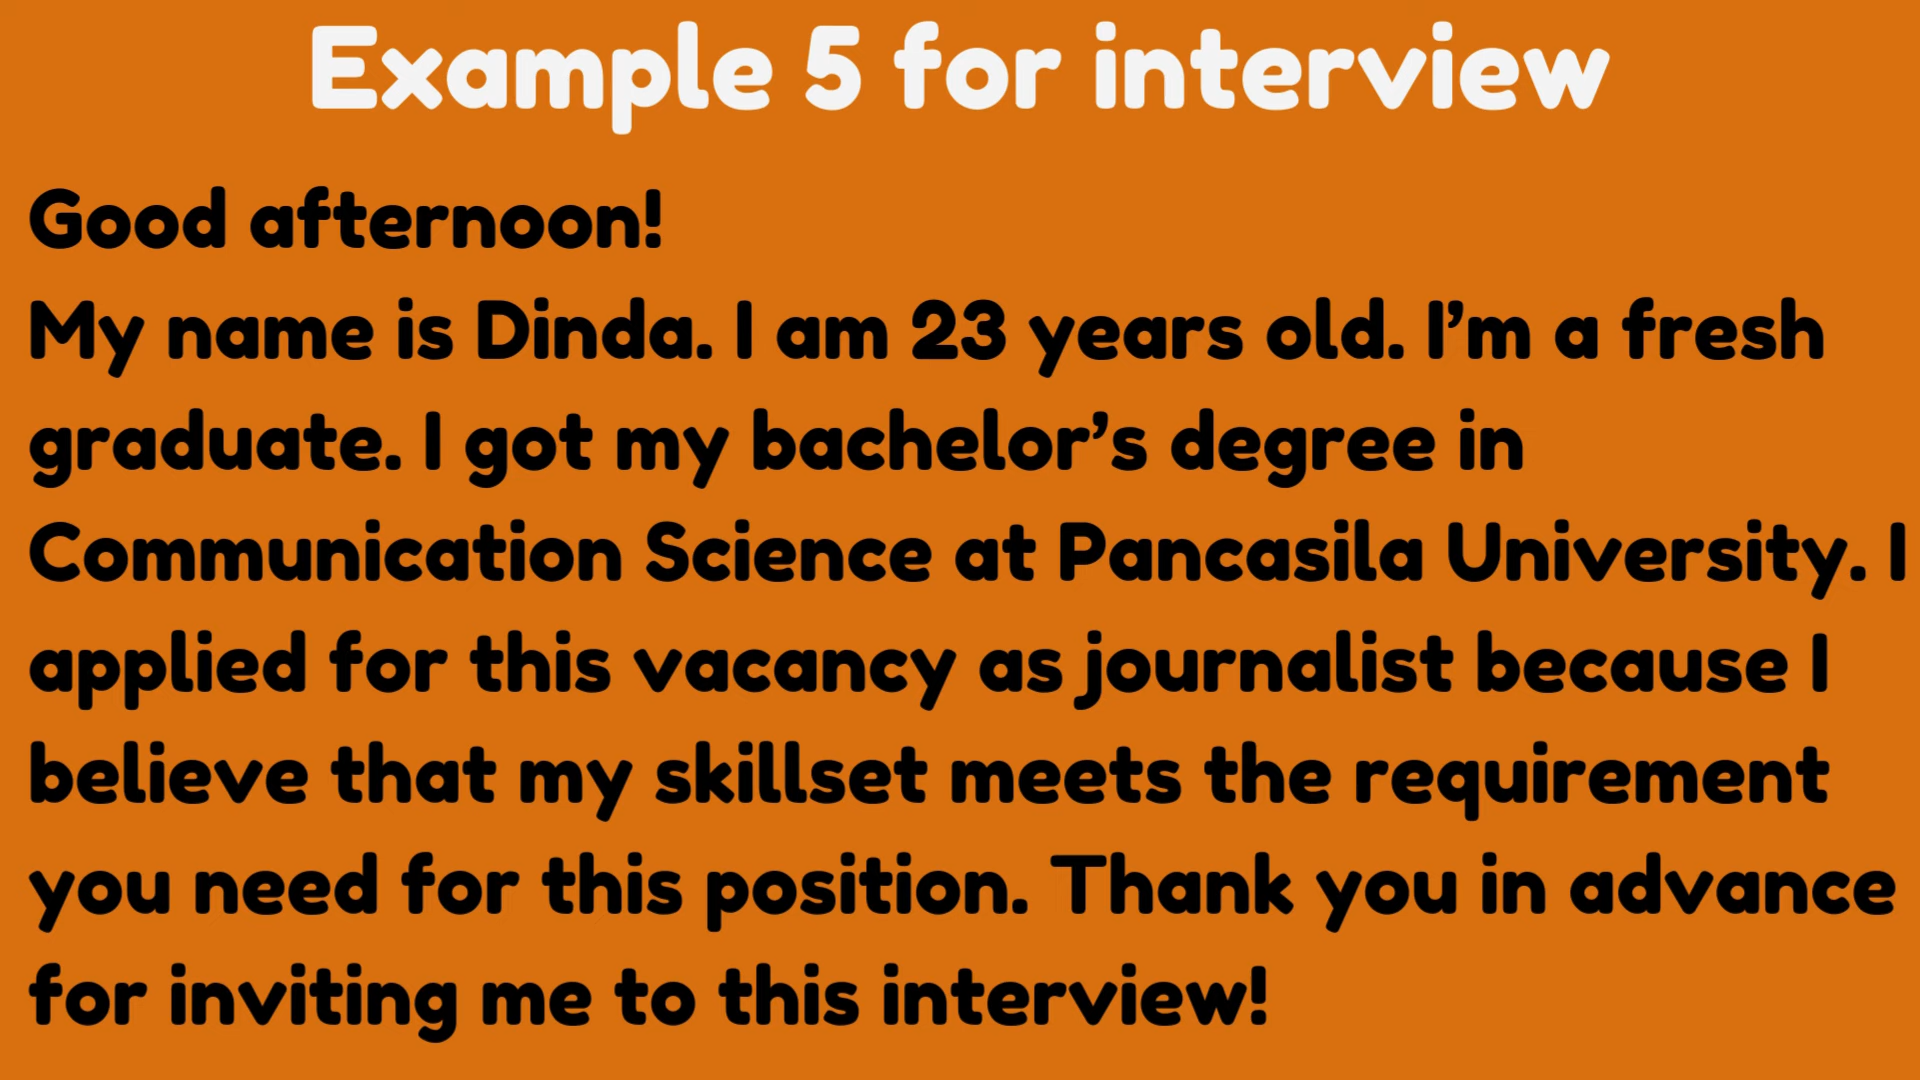 Example 5 for interview
Good afternoon!
My name is Dinda. I am 23 years old. I’m a fresh
graduate. I got my bachelor’s degree in
Communication Science at Pancasila University. I
applied for this vacancy as journalist because I
believe that my skillset meets the requirement
you need for this position. Thank you in advance
for inviting me to this interview!